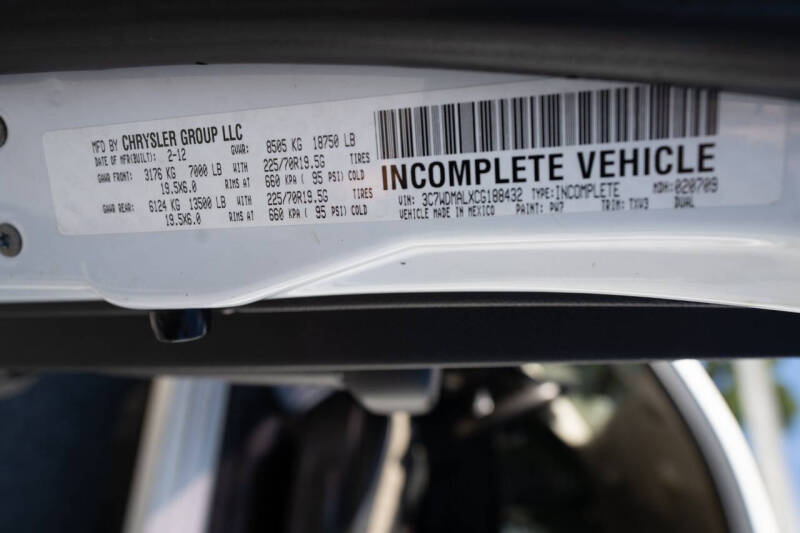 MFD BY CHRYSLER GROUP LLC
DATE OF MFR(BUILT): 2-12 GVWR: 8505 KG 18750 LB
GAWR FRONT: 3176 KG 7000 LB WITH 225/70R19.5G TIRES
19.5X6.0 RIMS AT 660 KPA ( 95 PSI) COLD
GAWR REAR: 6124 KG 13500 LB WITH 225/70R19.5G TIRES
19.5X6.0 RIMS AT 660 KPA ( 95 PSI) COLD
INCOMPLETE VEHICLE
VIN: 3C7WDMALXCG188432 TYPE:INCOMPLETE MDH:020709
VEHICLE MADE IN MEXICO PAINT: PW7 TRIM: TXW3 DUAL